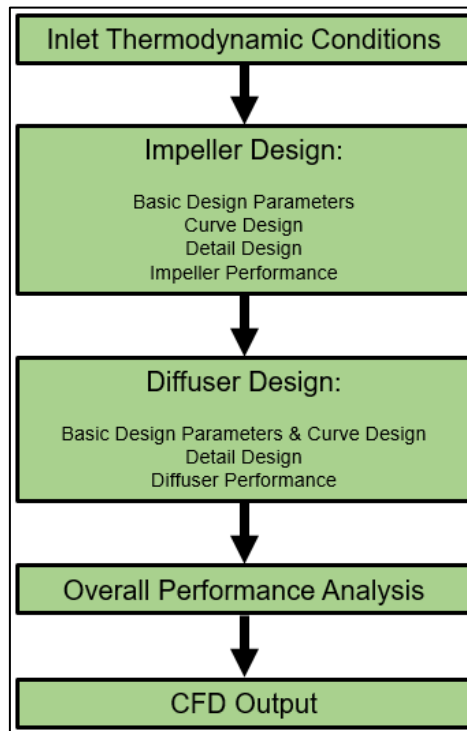 Inlet Thermodynamic Conditions
Impeller Design:
Basic Design Parameters
Curve Design
Detail Design
Impeller Performance
Diffuser Design:
Basic Design Parameters & Curve Design
Detail Design
Diffuser Performance
Overall Performance Analysis
CFD Output